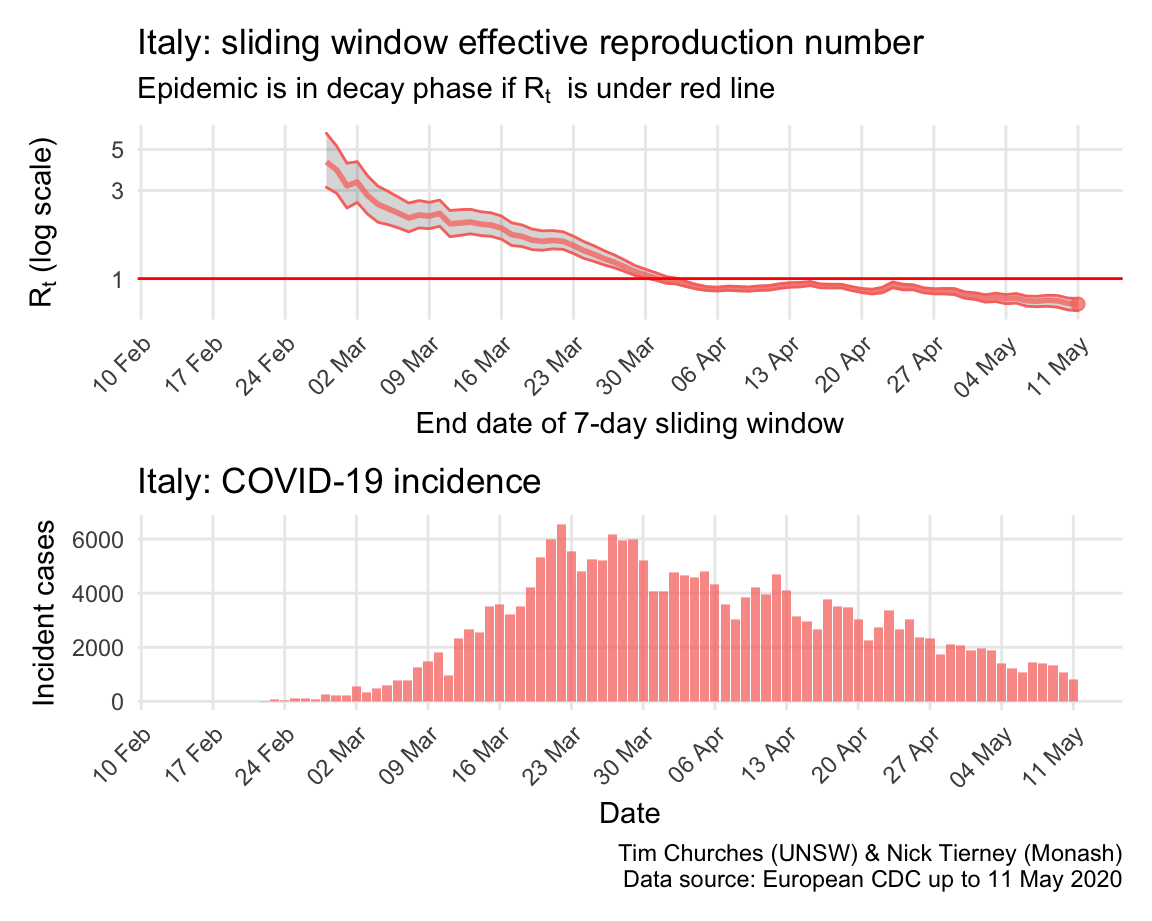 Italy: sliding window effective reproduction number
Epidemic is in decay phase if Rt is under red line
Rt (log scale)
5
3
1
10 Feb
17 Feb
24 Feb
02 Mar
09 Mar
16 Mar
23 Mar
30 Mar
06 Apr
13 Apr
20 Apr
27 Apr
04 May
11 May
End date of 7-day sliding window
Italy: COVID-19 incidence
Incident cases
6000
4000
2000
0
10 Feb
17 Feb
24 Feb
02 Mar
09 Mar
16 Mar
23 Mar
30 Mar
06 Apr
13 Apr
20 Apr
27 Apr
04 May
11 May
Date
Tim Churches (UNSW) & Nick Tierney (Monash)
Data source: European CDC up to 11 May 2020